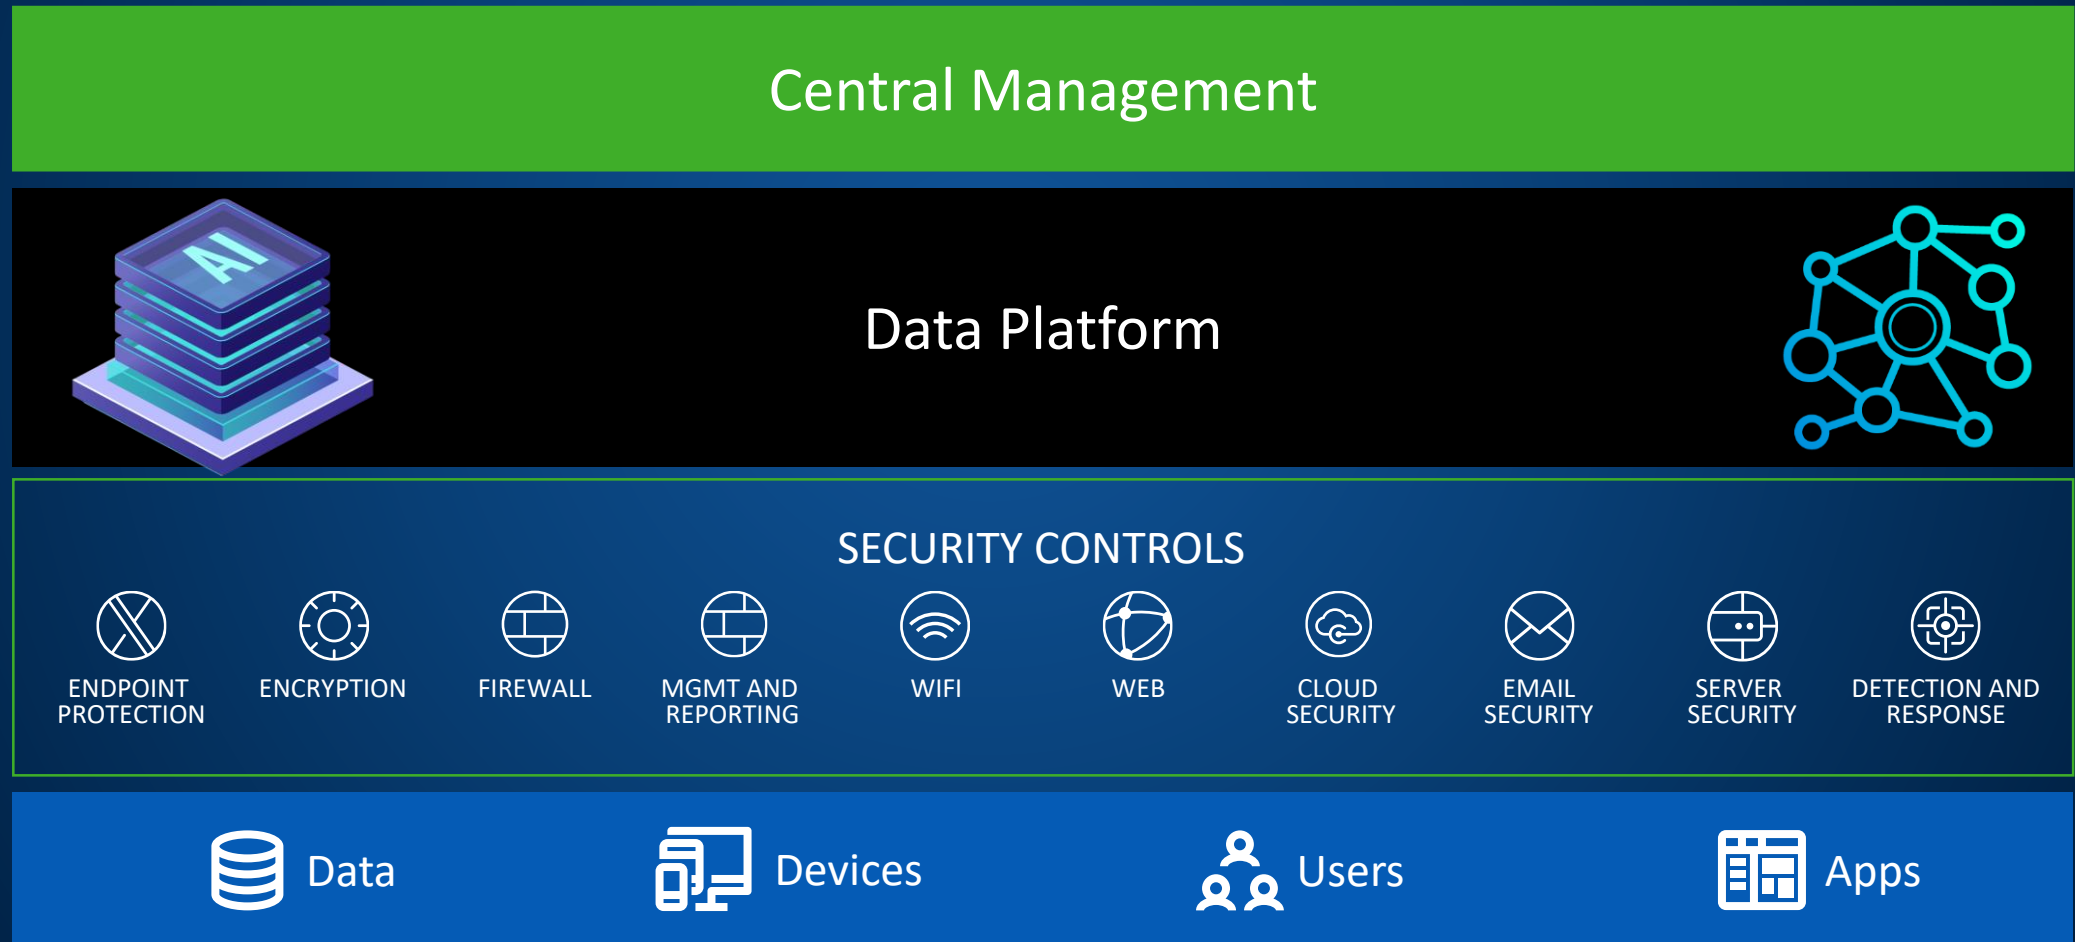 Central Management
AI
Data Platform
SECURITY CONTROLS
ENDPOINT
PROTECTION
ENCRYPTION
FIREWALL
MGMT AND
REPORTING
WIFI
WEB
CLOUD
SECURITY
EMAIL
SECURITY
SERVER
SECURITY
DETECTION AND
RESPONSE
Data
Devices
Users
Apps